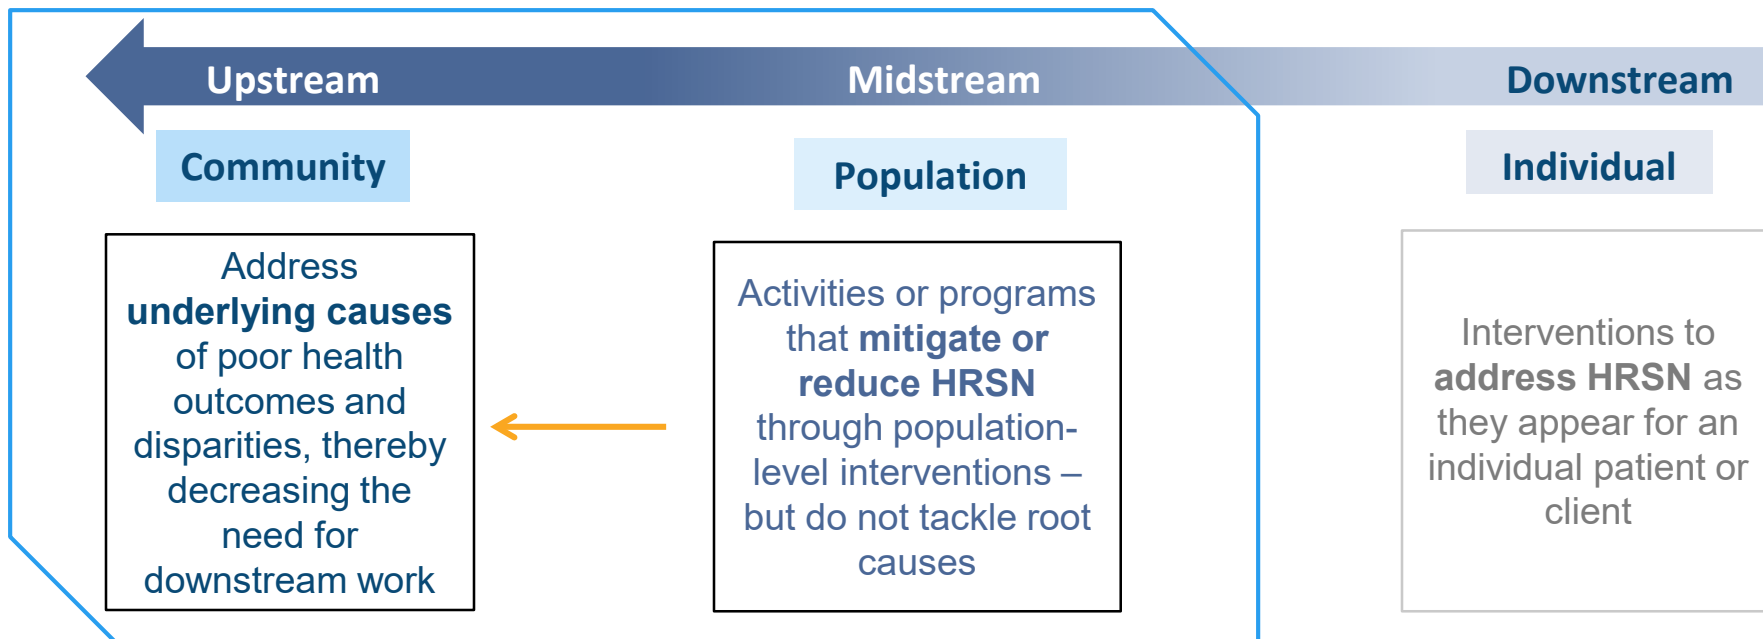 Upstream
Midstream
Downstream
Community
Population
Individual
Address
underlying causes
of poor health
outcomes and
disparities, thereby
decreasing the
need for
downstream work
Activities or programs
that mitigate or
reduce HRSN
through population-
level interventions –
but do not tackle root
causes
Interventions to
address HRSN as
they appear for an
individual patient or
client